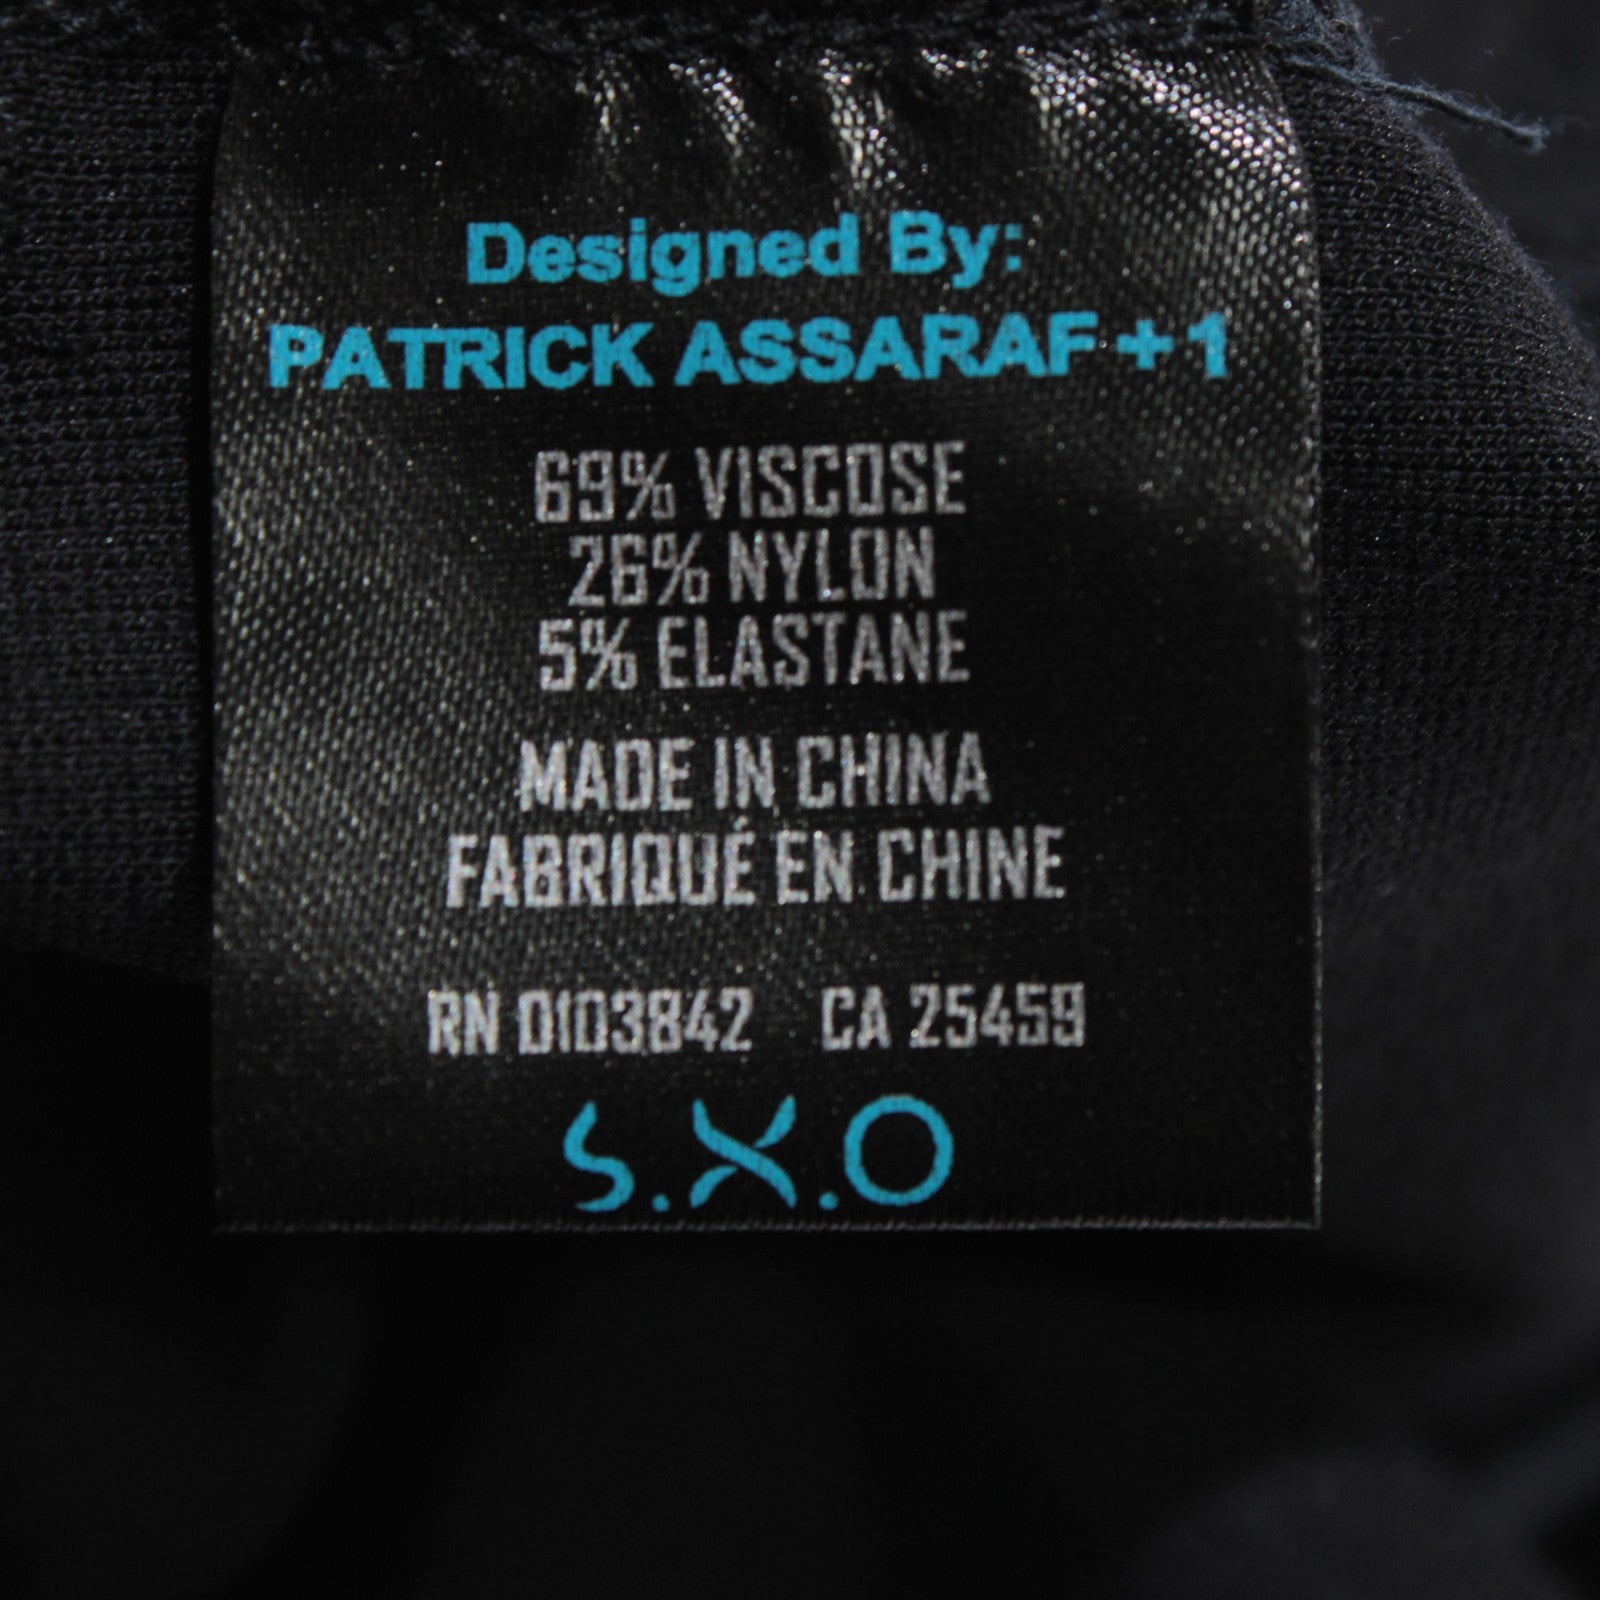 Designed By:
PATRICK ASSARAF + 1
69% VISCOSE
26% NYLON
5% ELASTANE
MADE IN CHINA
FABRIQUÉ EN CHINE
RN 0103842 CA 25459
S.X.O